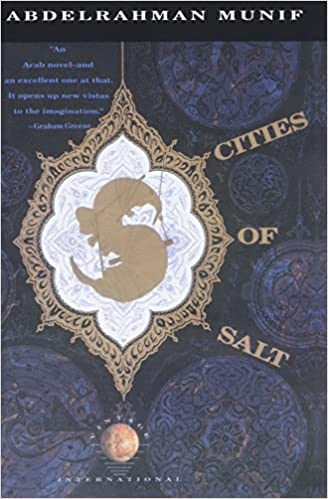 ABDELRAHMAN MUNIF
"An
Arab novel–and
an excellent one at that.
It opens up new vistas
to the imagination."
—Graham Greene
CITIES
OF
SALT
VINTAGE
INTERNATIONAL